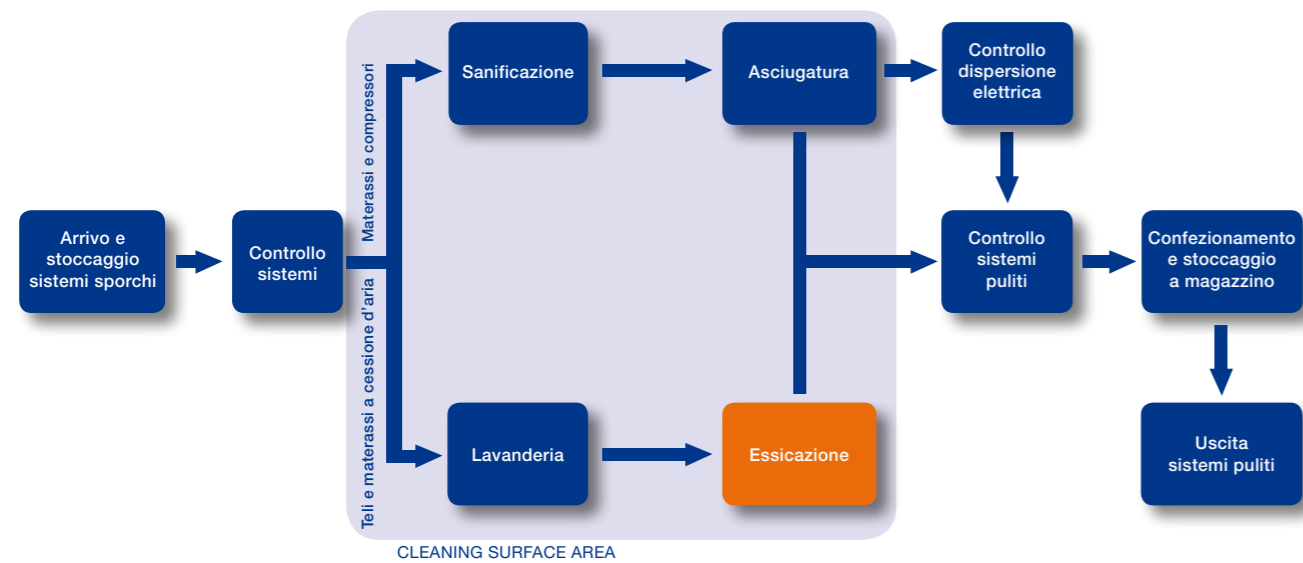 Arrivo e
stoccaggio
sistemi sporchi
Controllo
sistemi
Materassi e compressori
Teli e materassi a cessione d'aria
Sanificazione
Asciugatura
Controllo
dispersione
elettrica
Lavanderia
Essicazione
Controllo
sistemi
puliti
Confezionamento
e stoccaggio
a magazzino
Uscita
sistemi puliti
CLEANING SURFACE AREA